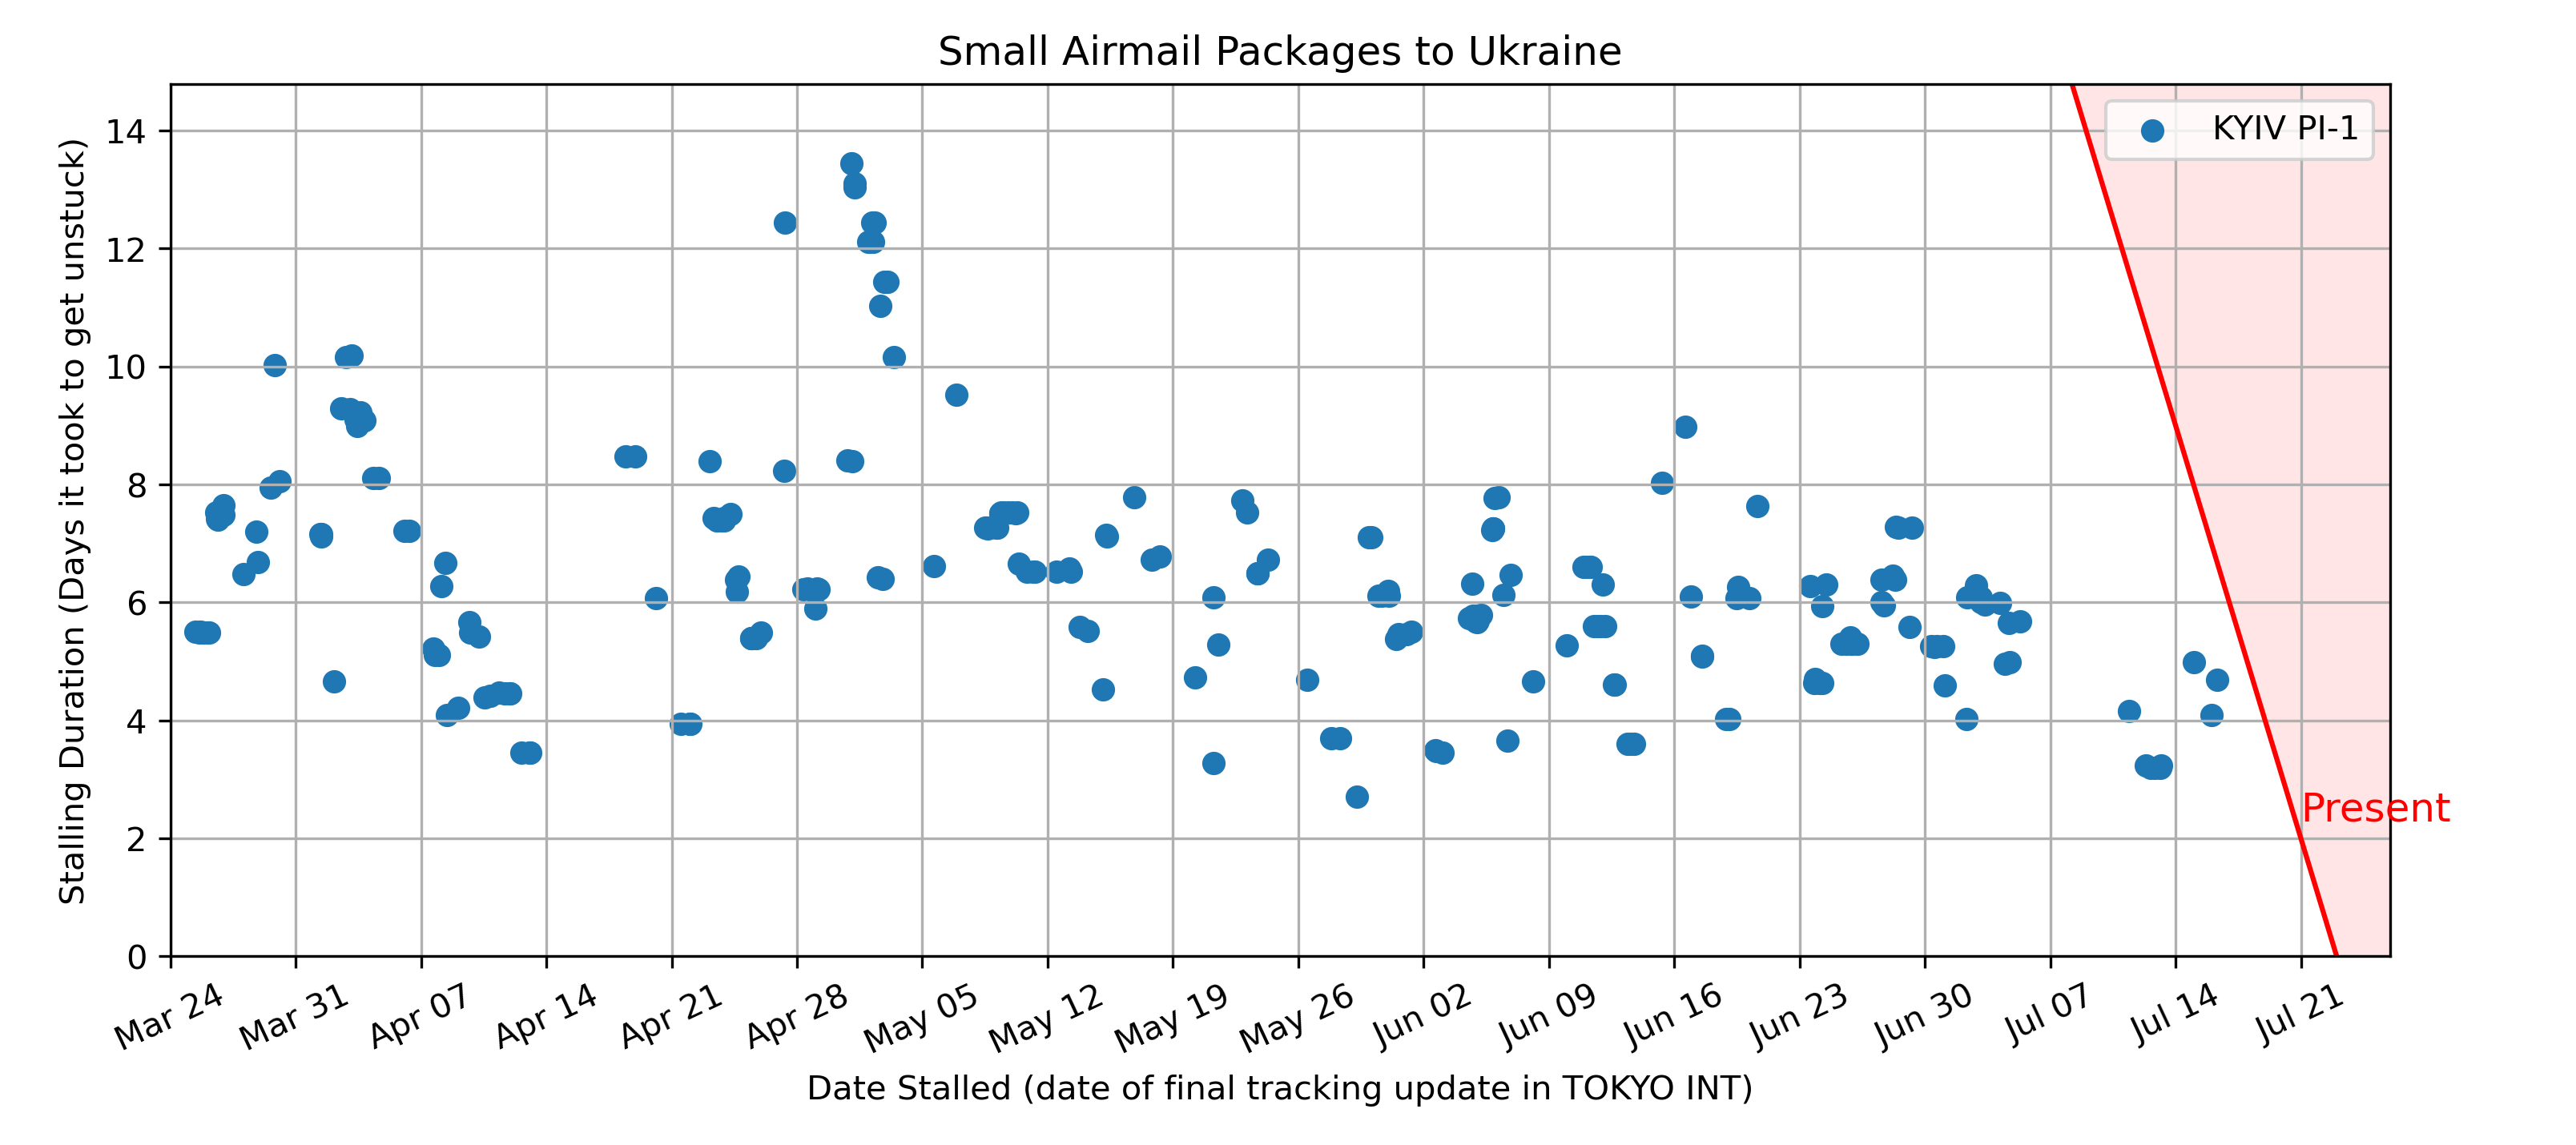 Small Airmail Packages to Ukraine
KYIV PI-1
Stalling Duration (Days it took to get unstuck)
14
12
10
8
6
4
2
0
Present
Mar 24
Mar 31
Apr 07
Apr 14
Apr 21
Apr 28
May 05
May 12
May 19
May 26
Jun 02
Jun 09
Jun 16
Jun 23
Jun 30
Jul 07
Jul 14
Jul 21
Date Stalled (date of final tracking update in TOKYO INT)